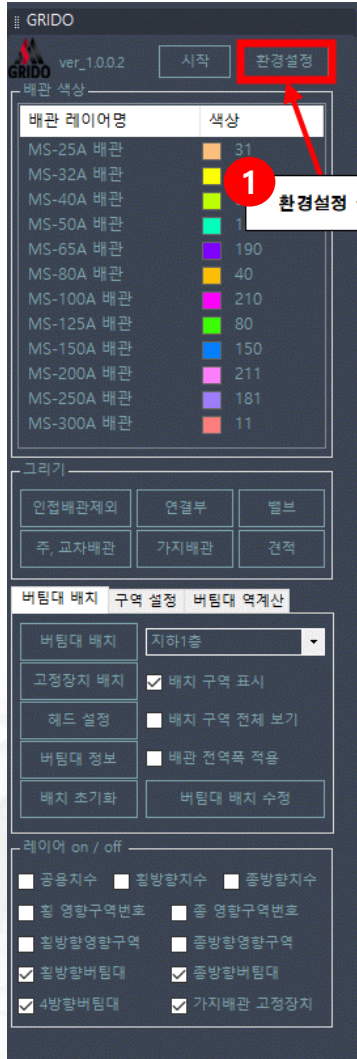 GRIDO
GRIDO ver_1.0.0.2 시작 환경설정
배관 색상
배관 레이어명 색상
MS-25A 배관 31
MS-32A 배관
MS-40A 배관
1
환경설정
MS-50A 배관 1
MS-65A 배관 190
MS-80A 배관 40
MS-100A 배관 210
MS-125A 배관 80
MS-150A 배관 150
MS-200A 배관 211
MS-250A 배관 181
MS-300A 배관 11
그리기
인접배관제외 연결부 밸브
주, 교차배관 가지배관 견적
버팀대 배치 구역 설정 버팀대 역계산
버팀대 배치 지하1층
고정장치 배치 배치 구역 표시
헤드 설정 배치 구역 전체 보기
버팀대 정보 배관 전역폭 적용
배치 초기화 버팀대 배치 수정
레이어 on / off
공용치수 횡방향치수 종방향치수
횡 영향구역번호 종 영향구역번호
횡방향영향구역 종방향영향구역
횡방향버팀대 종방향버팀대
4방향버팀대 가지배관 고정장치